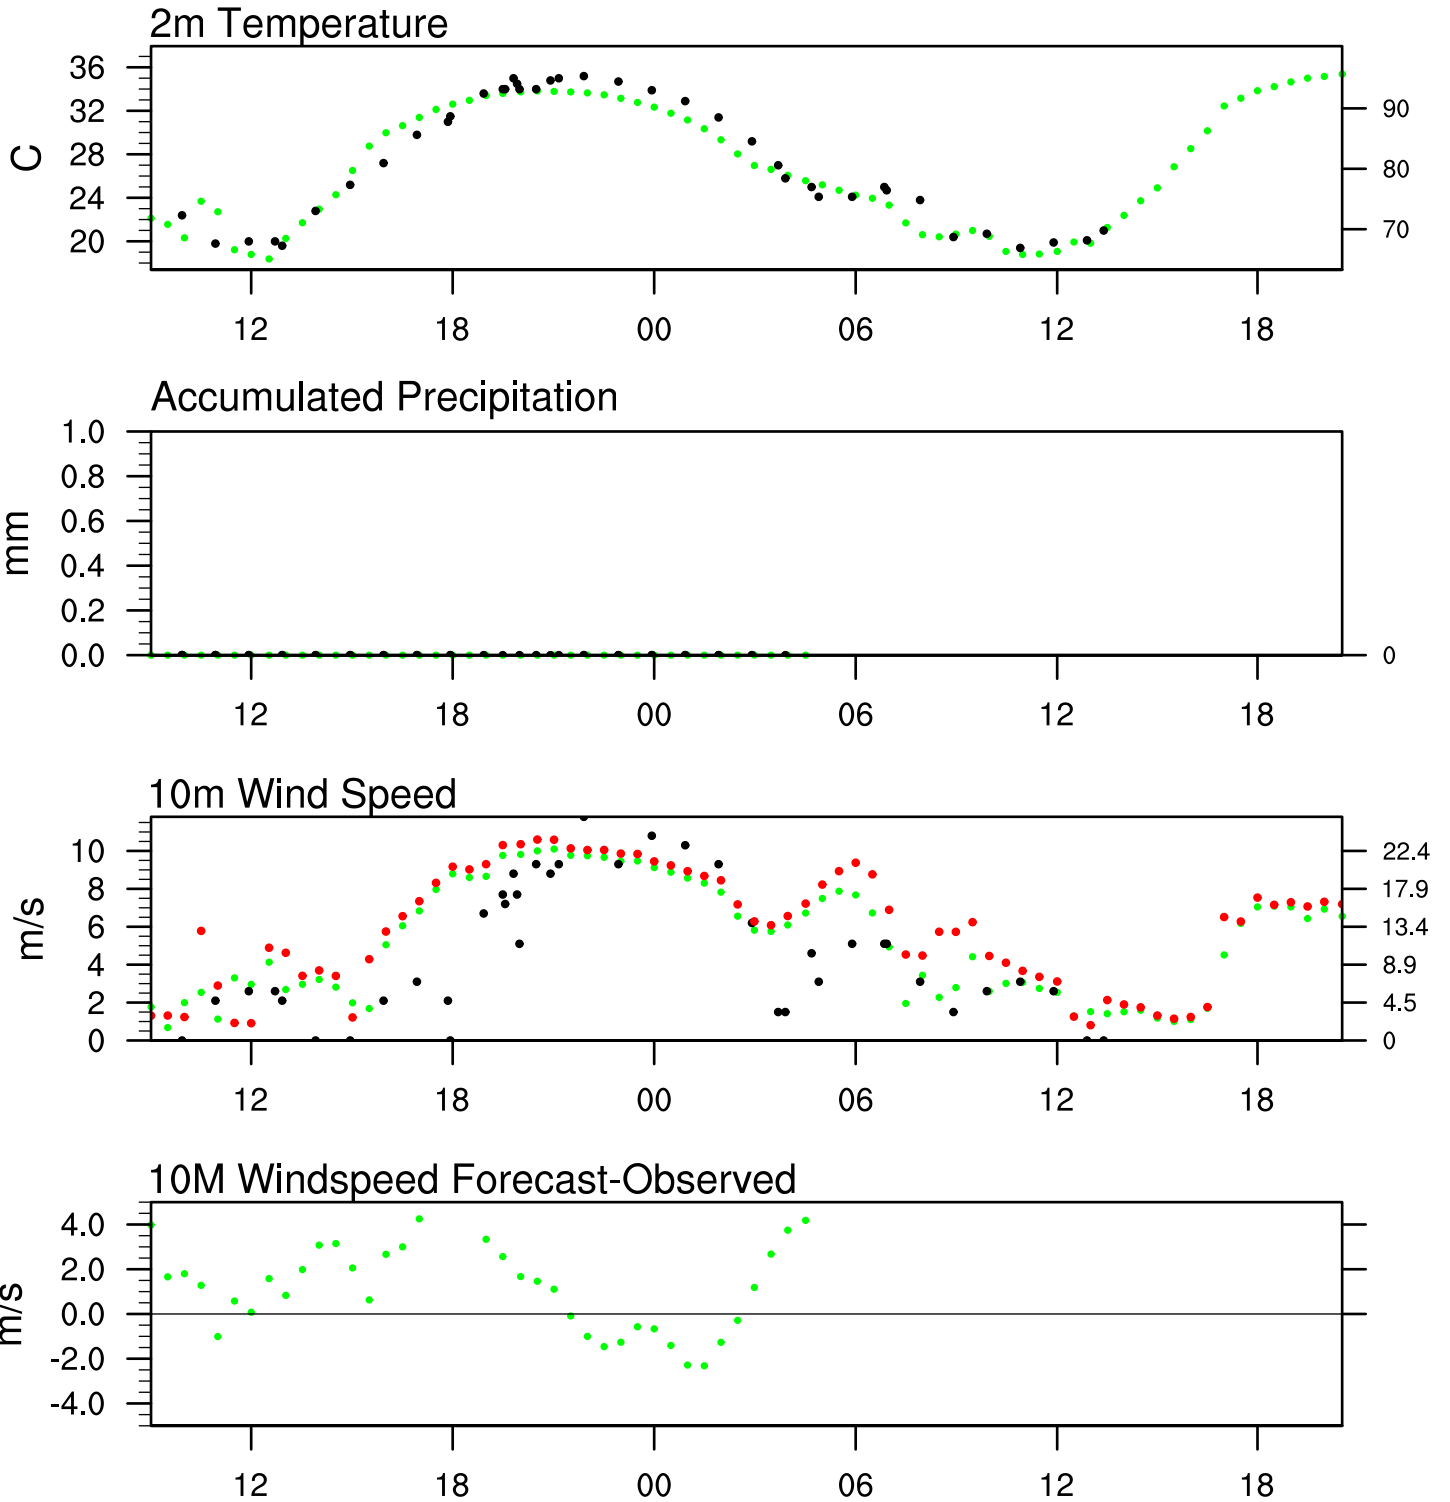 2m Temperature
36
32
28
24
20
C
90
80
70
12 18 00 06 12 18
Accumulated Precipitation
1.0
0.8
0.6
0.4
0.2
0.0
mm
0
12 18 00 06 12 18
10m Wind Speed
10
8
6
4
2
0
m/s
22.4
17.9
13.4
8.9
4.5
0
12 18 00 06 12 18
10M Windspeed Forecast-Observed
4.0
2.0
0.0
-2.0
-4.0
m/s
12 18 00 06 12 18